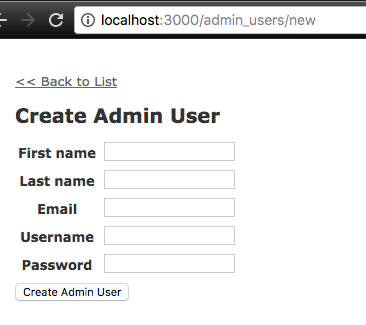 localhost:3000/admin_users/new
<< Back to List
Create Admin User
First name
Last name
Email
Username
Password
Create Admin User